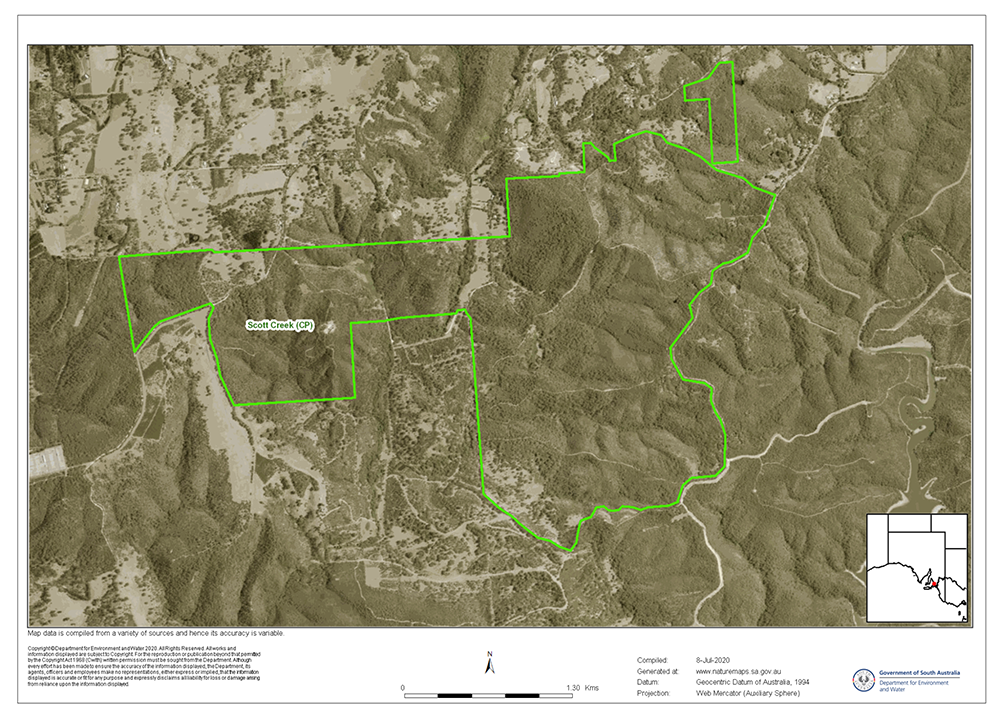 Scott Creek (CP)
Map data is compiled from a variety of sources and hence its accuracy is variable.
Copyright © Department for Environment and Water 2020. All Rights Reserved. All works and
information displayed are subject to Copyright. For the reproduction or publication beyond that permitted
by the Copyright Act 1968 (Cwlth) written permission must be sought from the Department. Although
every effort has been made to ensure the accuracy of the information displayed, the Department, its
agents, officers and employees make no representations, either express or implied, that the information
displayed is accurate or fit for any purpose and expressly disclaims all liability for loss or damage arising
from reliance upon the information displayed.
N
0 1.30 Kms
Compiled: 8-Jul-2020
Generated at: www.naturemaps.sa.gov.au
Datum: Geocentric Datum of Australia, 1994
Projection: Web Mercator (Auxiliary Sphere)
Government of South Australia
Department for Environment
and Water